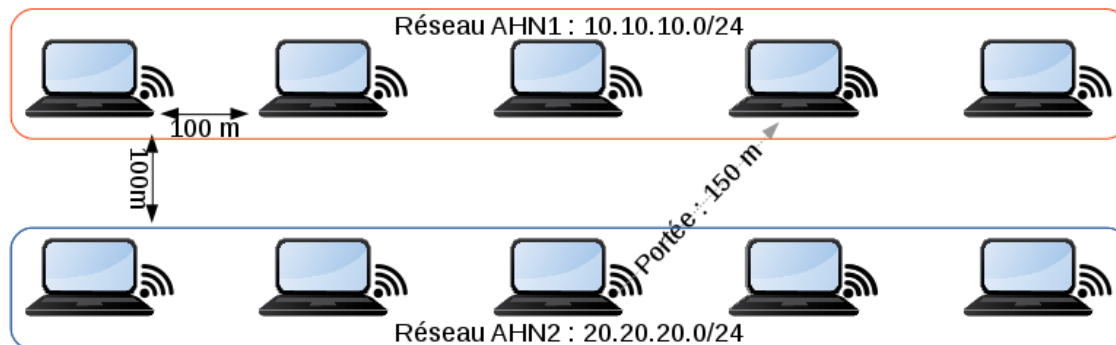 Réseau AHN1 : 10.10.10.0/24
100 m
100m
Portée : 150 m
Réseau AHN2 : 20.20.20.0/24